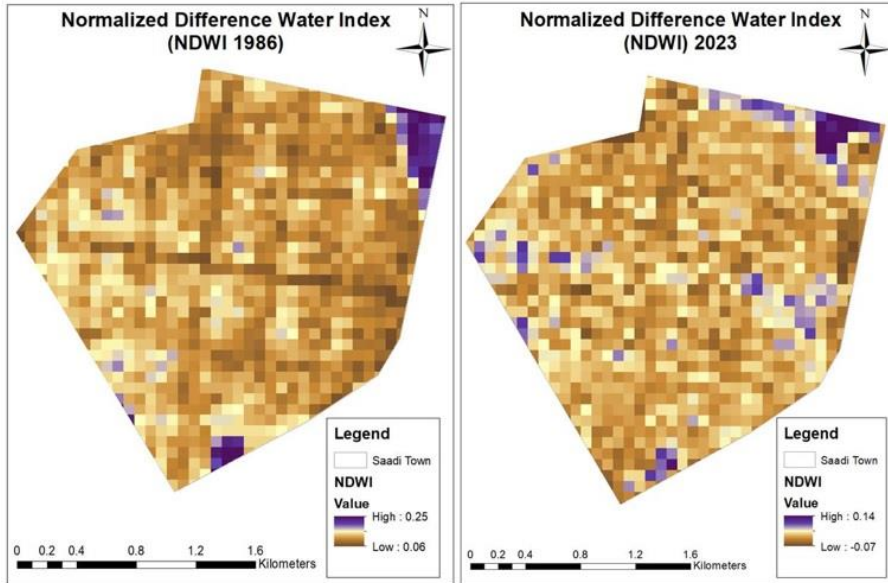 Normalized Difference Water Index
(NDWI 1986)
N
Legend
Saadi Town
NDWI
Value
High : 0.25
Low : 0.06
0 0.2 0.4 0.8 1.2 1.6
Kilometers
Normalized Difference Water Index
(NDWI) 2023
N
Legend
Saadi Town
NDWI
Value
High : 0.14
Low : -0.07
0 0.2 0.4 0.8 1.2 1.6
Kilometers